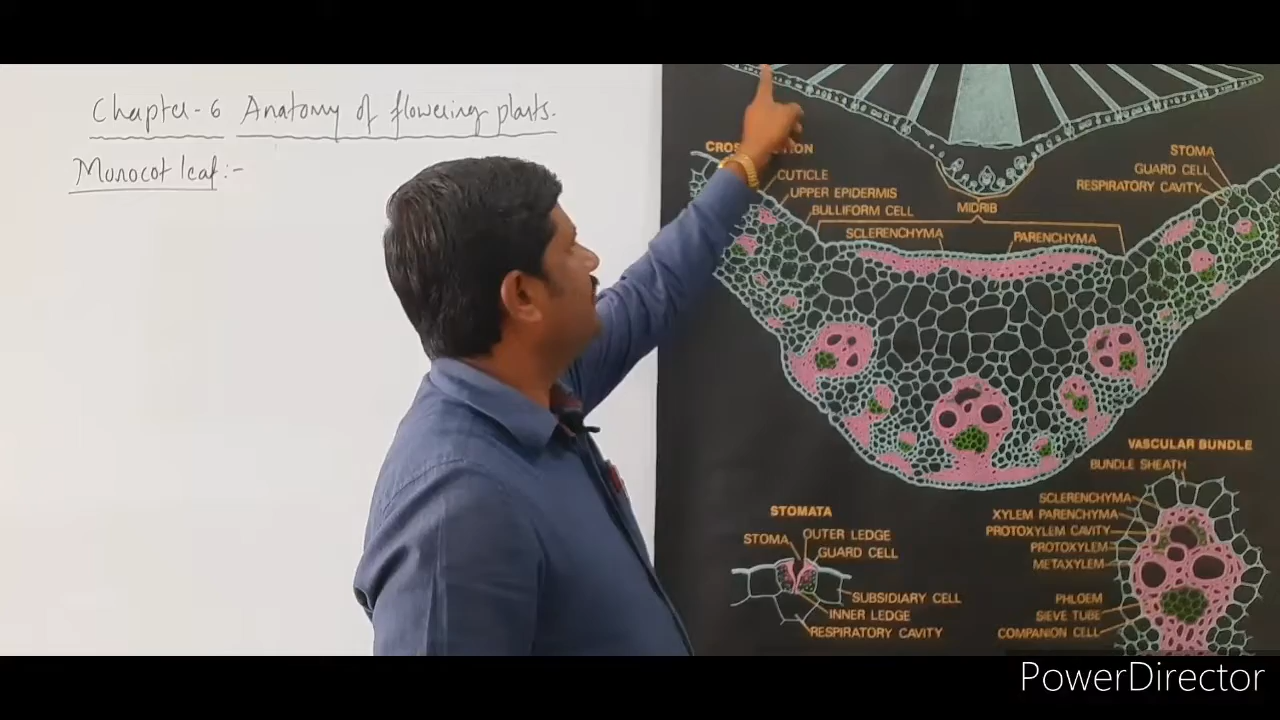 Chapter-6 Anatomy of flowering plants.
Monocot leaf:-
CUTICLE
UPPER EPIDERMIS
BULLIFORM CELL
MIDRIB
SCLERENCHYMA
PARENCHYMA
STOMA
GUARD CELL
RESPIRATORY CAVITY
STOMATA
STOMA
OUTER LEDGE
GUARD CELL
SUBSIDIARY CELL
INNER LEDGE
RESPIRATORY CAVITY
VASCULAR BUNDLE
BUNDLE SHEATH
SCLERENCHYMA
XYLEM PARENCHYMA
PROTOXYLEM CAVITY
PROTOXYLEM
METAXYLEM
PHLOEM
SIEVE TUBE
COMPANION CELL
PowerDirector